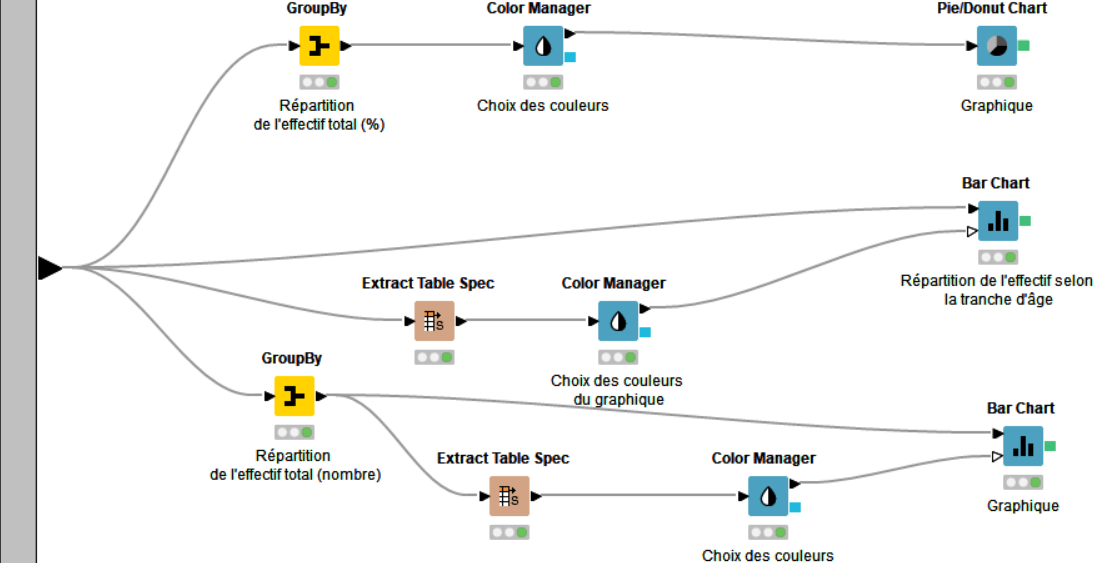 GroupBy
Color Manager
Pie/Donut Chart
Répartition
de l'effectif total (%)
Choix des couleurs
Graphique
Bar Chart
Répartition de l'effectif selon
la tranche d'âge
Extract Table Spec
Color Manager
S
Choix des couleurs
du graphique
GroupBy
Répartition
de l'effectif total (nombre)
Bar Chart
Graphique
Extract Table Spec
Color Manager
S
Choix des couleurs